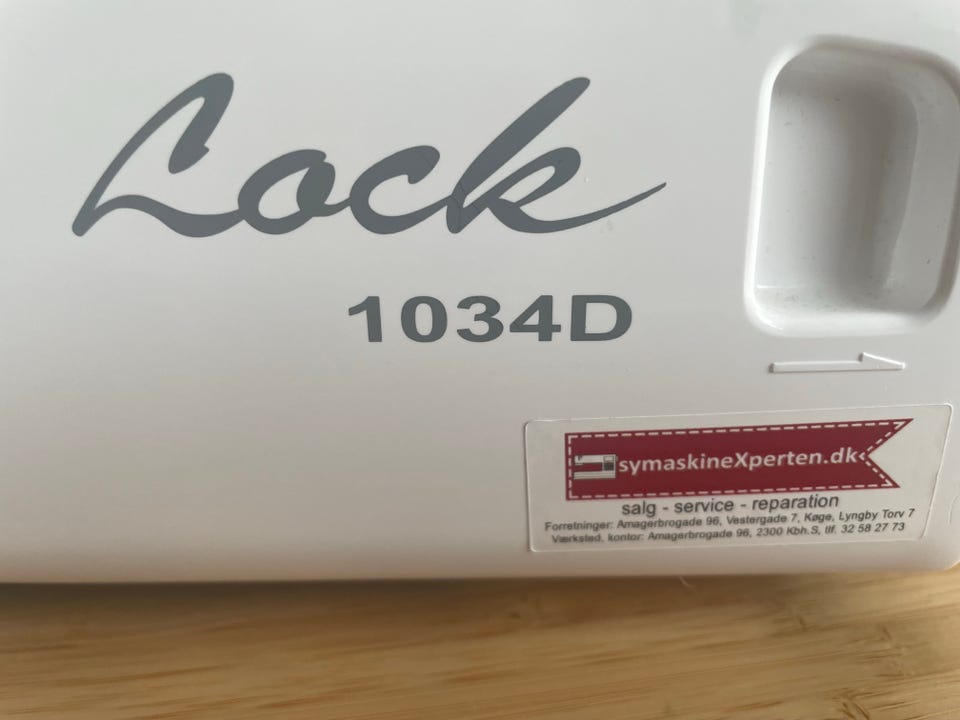 Lock
1034D
symaskineXperten.dk
salg - service - reparation
Forretninger: Amagerbrogade 96, Vestergade 7, Køge, Lyngby Torv 7
Værksted, kontor: Amagerbrogade 96, 2300 Kbh.S, tlf. 32 58 27 73